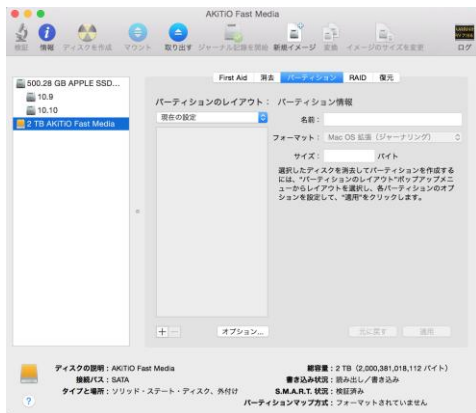 AKiTiO Fast Media
検証 情報 ディスクを作成 マウント 取り出す ジャーナル記録を開始 新規イメージ 変換 イメージのサイズを変更 ログ
500.28 GB APPLE SSD...
10.9
10.10
2 TB AKiTiO Fast Media
First Aid 消去 パーティション RAID 復元
パーティションのレイアウト： パーティション情報
現在の設定
名前：
フォーマット： Mac OS 拡張（ジャーナリング）
サイズ： バイト
選択したディスクを消去してパーティションを作成する
には、"パーティションのレイアウト"ポップアップメニ
ューからレイアウトを選択し、各パーティションのオプ
ションを設定して、"適用"をクリックします。
+ − オプション... 元に戻す 適用
ディスクの説明：AKiTiO Fast Media
接続バス：SATA
タイプと場所：ソリッド・ステート・ディスク、外付け
総容量：2 TB（2,000,381,018,112 バイト）
書き込み状況：読み出し／書き込み
S.M.A.R.T. 状況：検証済み
パーティションマップ方式：フォーマットされていません
?